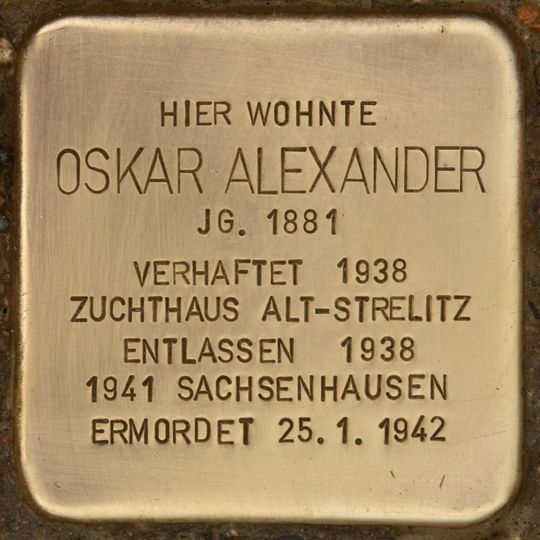 HIER WOHNTE
OSKAR ALEXANDER
JG. 1881
VERHAFTET 1938
ZUCHTHAUS ALT-STRELITZ
ENTLASSEN 1938
1941 SACHSENHAUSEN
ERMORDET 25.1.1942